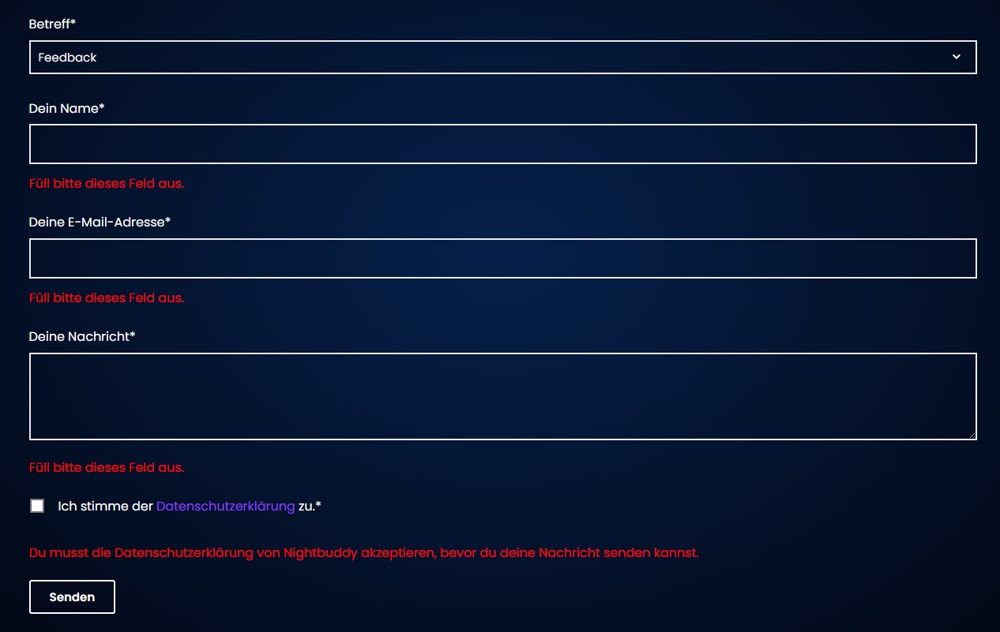 Betreff*
Feedback
Dein Name*
Füll bitte dieses Feld aus.
Deine E-Mail-Adresse*
Füll bitte dieses Feld aus.
Deine Nachricht*
Füll bitte dieses Feld aus.
Ich stimme der Datenschutzerklärung zu.*
Du musst die Datenschutzerklärung von Nightbuddy akzeptieren, bevor du deine Nachricht senden kannst.
Senden